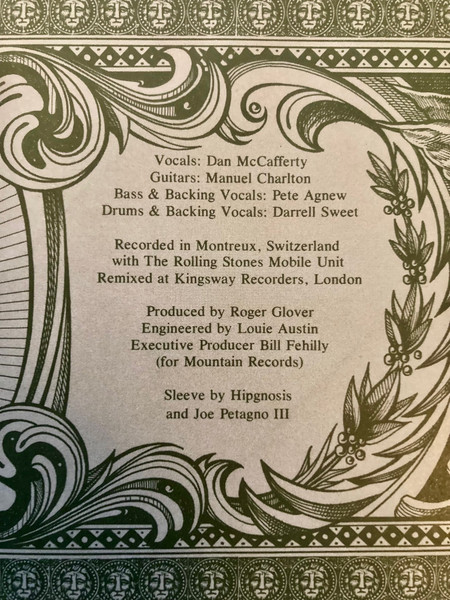 Vocals: Dan McCafferty
Guitars: Manuel Charlton
Bass & Backing Vocals: Pete Agnew
Drums & Backing Vocals: Darrell Sweet
Recorded in Montreux, Switzerland
with The Rolling Stones Mobile Unit
Remixed at Kingsway Recorders, London
Produced by Roger Glover
Engineered by Louie Austin
Executive Producer Bill Fehilly
(for Mountain Records)
Sleeve by Hipgnosis
and Joe Petagno III